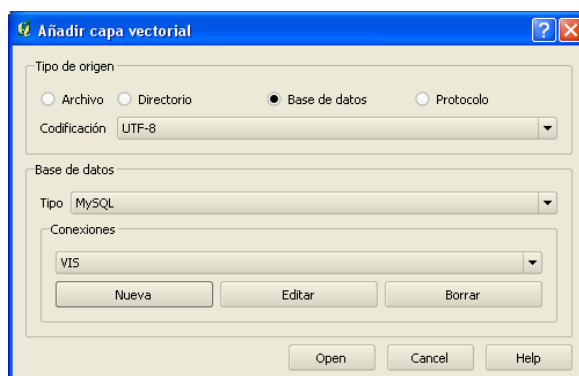 Añadir capa vectorial
Tipo de origen
Archivo Directorio Base de datos Protocolo
Codificación UTF-8
Base de datos
Tipo MySQL
Conexiones
VIS
Nueva Editar Borrar
Open Cancel Help